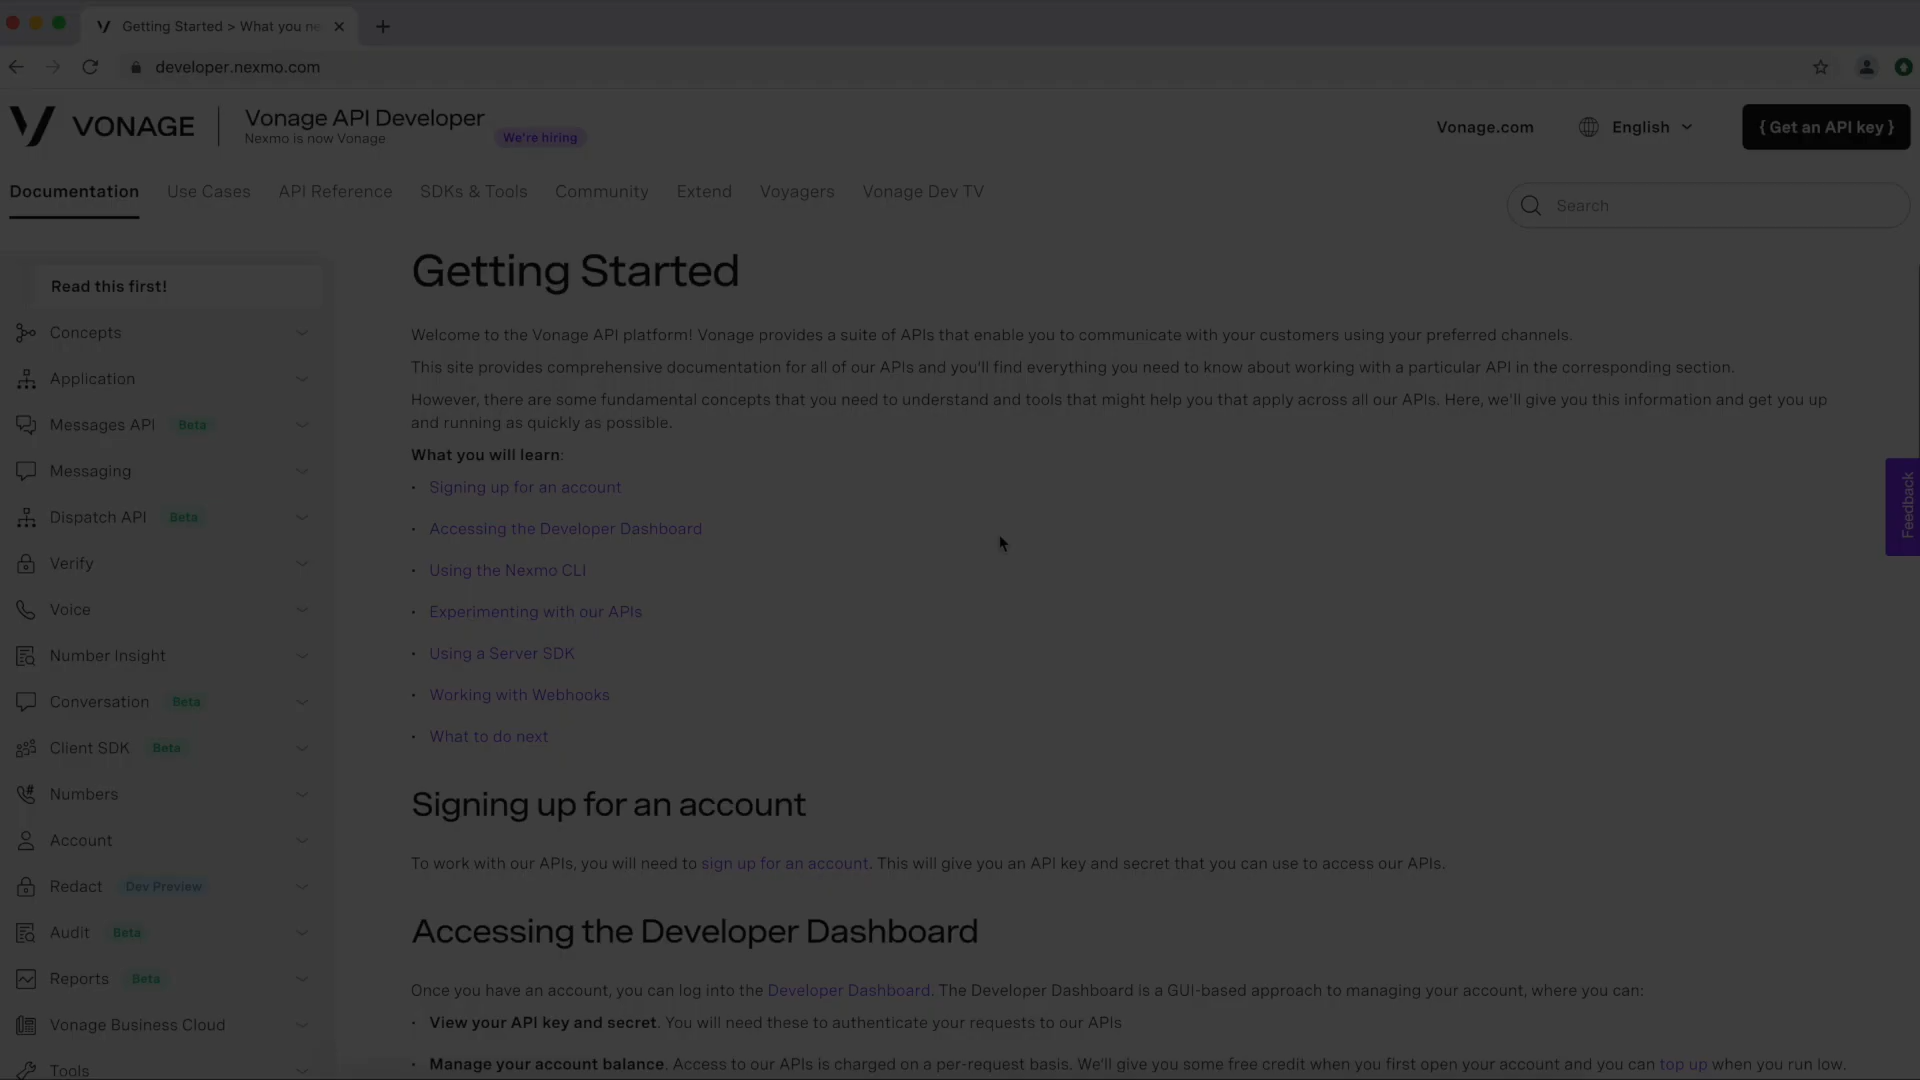 Getting Started > What you ne
developer.nexmo.com
VONAGE
Vonage API Developer
Nexmo is now Vonage
We're hiring
Vonage.com
English
{ Get an API key }
Documentation
Use Cases
API Reference
SDKs & Tools
Community
Extend
Voyagers
Vonage Dev TV
Search
Read this first!
Concepts
Application
Messages API Beta
Messaging
Dispatch API Beta
Verify
Voice
Number Insight
Conversation Beta
Client SDK Beta
Numbers
Account
Redact Dev Preview
Audit Beta
Reports Beta
Vonage Business Cloud
Tools
Getting Started
Welcome to the Vonage API platform! Vonage provides a suite of APIs that enable you to communicate with your customers using your preferred channels.
This site provides comprehensive documentation for all of our APIs and you'll find everything you need to know about working with a particular API in the corresponding section.
However, there are some fundamental concepts that you need to understand and tools that might help you that apply across all our APIs. Here, we'll give you this information and get you up
and running as quickly as possible.
What you will learn:
• Signing up for an account
• Accessing the Developer Dashboard
• Using the Nexmo CLI
• Experimenting with our APIs
• Using a Server SDK
• Working with Webhooks
• What to do next
Signing up for an account
To work with our APIs, you will need to sign up for an account. This will give you an API key and secret that you can use to access our APIs.
Accessing the Developer Dashboard
Once you have an account, you can log into the Developer Dashboard. The Developer Dashboard is a GUI-based approach to managing your account, where you can:
• View your API key and secret. You will need these to authenticate your requests to our APIs
• Manage your account balance. Access to our APIs is charged on a per-request basis. We'll give you some free credit when you first open your account and you can top up when you run low.
Feedback